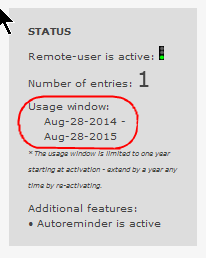 STATUS
Remote-user is active:
Number of entries: 1
Usage window:
Aug-28-2014 -
Aug-28-2015
* The usage window is limited to one year
starting at activation - extend by a year any
time by re-activating.
Additional features:
• Autoreminder is active